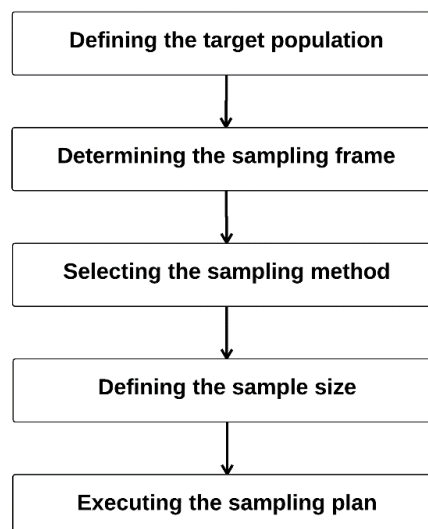 Defining the target population
Determining the sampling frame
Selecting the sampling method
Defining the sample size
Executing the sampling plan